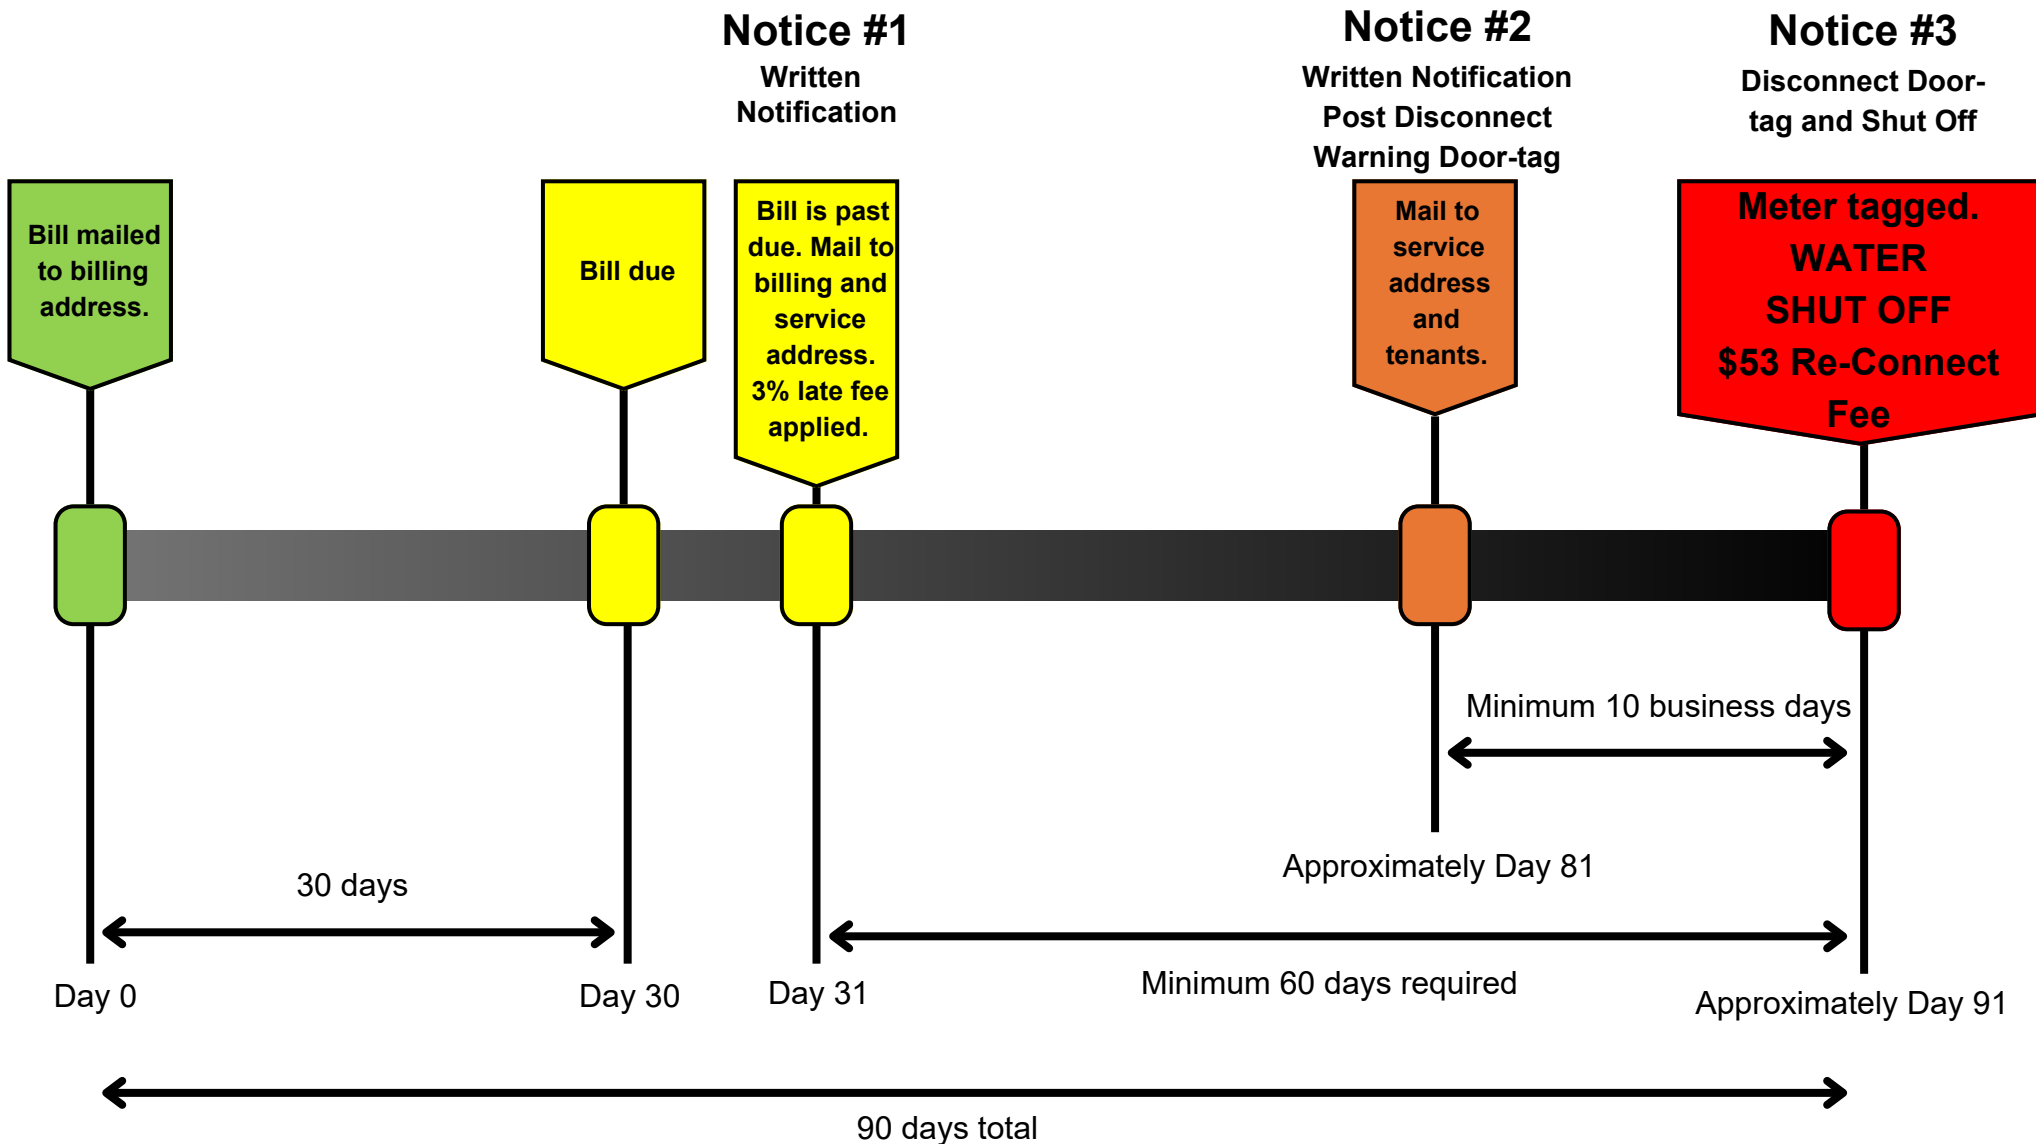 Notice #1
Written
Notification
Notice #2
Written Notification
Post Disconnect
Warning Door-tag
Notice #3
Disconnect Door-
tag and Shut Off
Bill mailed
to billing
address.
Bill due
Bill is past
due. Mail to
billing and
service
address.
3% late fee
applied.
Mail to
service
address
and
tenants.
Meter tagged.
WATER
SHUT OFF
$53 Re-Connect
Fee
Minimum 10 business days
Approximately Day 81
30 days
Minimum 60 days required
Day 0
Day 30
Day 31
Approximately Day 91
90 days total